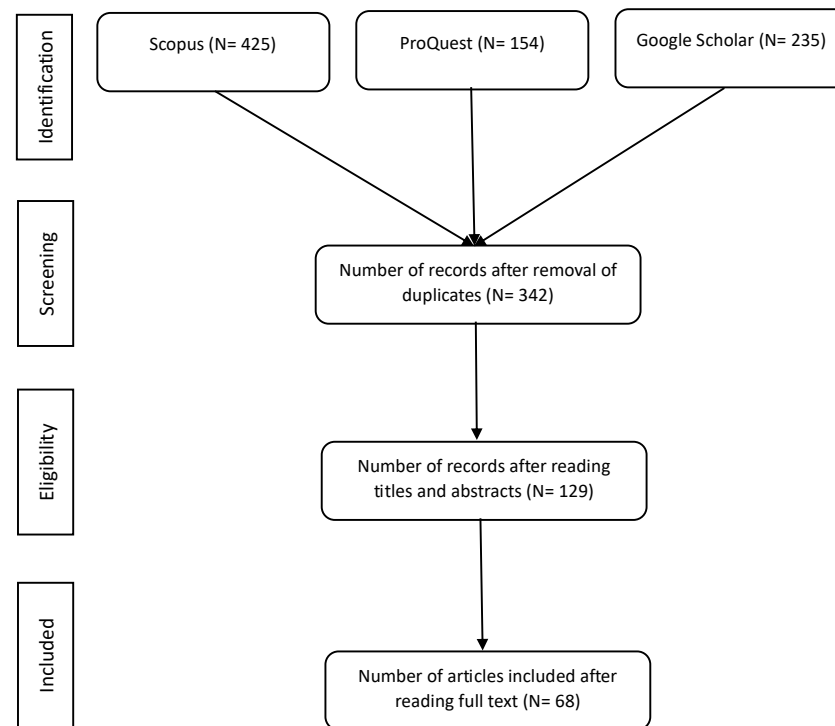 Identification
Scopus (N= 425)
ProQuest (N= 154)
Google Scholar (N= 235)
Screening
Number of records after removal of
duplicates (N= 342)
Eligibility
Number of records after reading
titles and abstracts (N= 129)
Included
Number of articles included after
reading full text (N= 68)